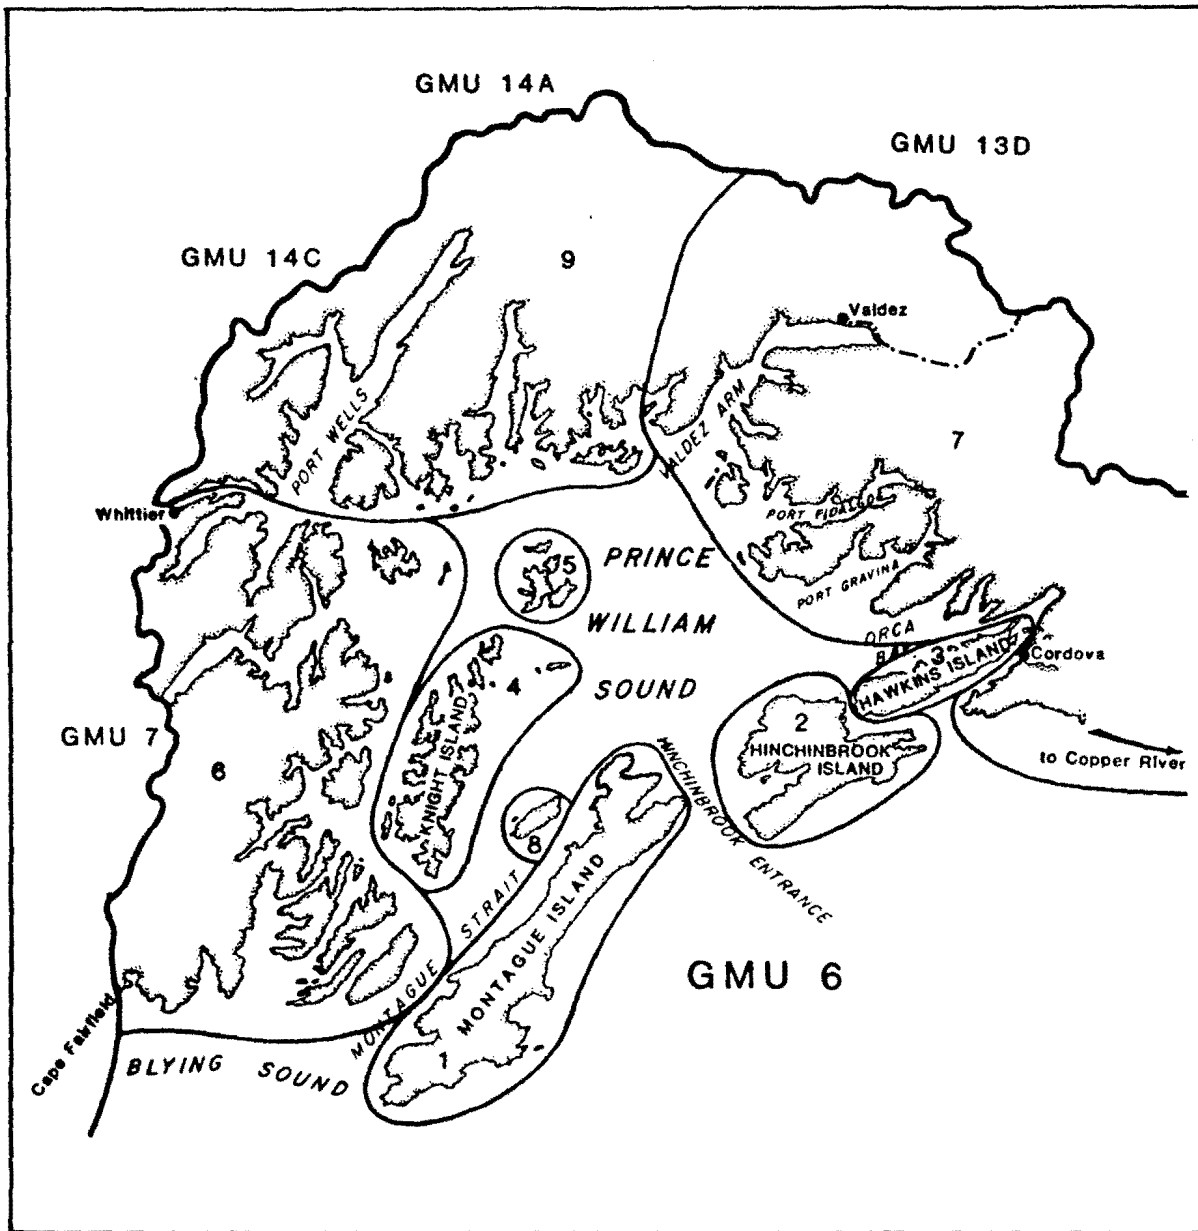 GMU 14A
GMU 13D
GMU 14C
9
Valdez
PORT WELLS
VALDEZ ARM
7
Whittier
PORT FIDALGO
5
PRINCE
PORT GRAVINA
WILLIAM
ORCA
B
3
Cordova
HAWKINS ISLAND
4
SOUND
GMU 7
6
KNIGHT ISLAND
2
HINCHINBROOK
ISLAND
to Copper River
HINCHINBROOK ENTRANCE
8
MONTAGUE STRAIT
MONTAGUE ISLAND
GMU 6
Cape Fairfield
1
BLYING SOUND